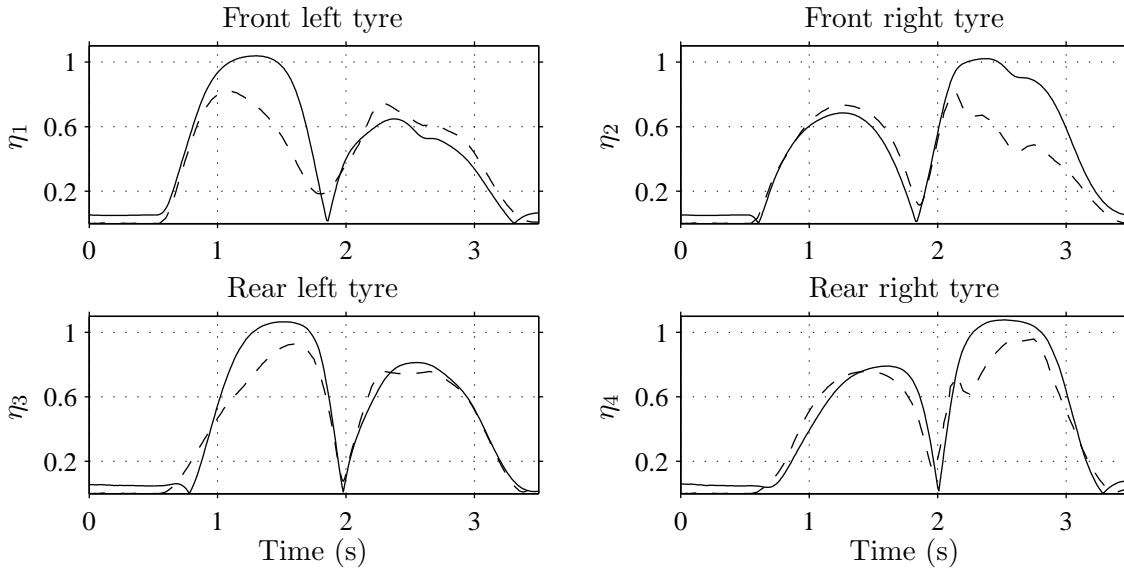 Front left tyre
1
0.6
0.2
η1
0 1 2 3
Front right tyre
1
0.6
0.2
η2
0 1 2 3
Rear left tyre
1
0.6
0.2
η3
0 1 2 3
Time (s)
Rear right tyre
1
0.6
0.2
η4
0 1 2 3
Time (s)